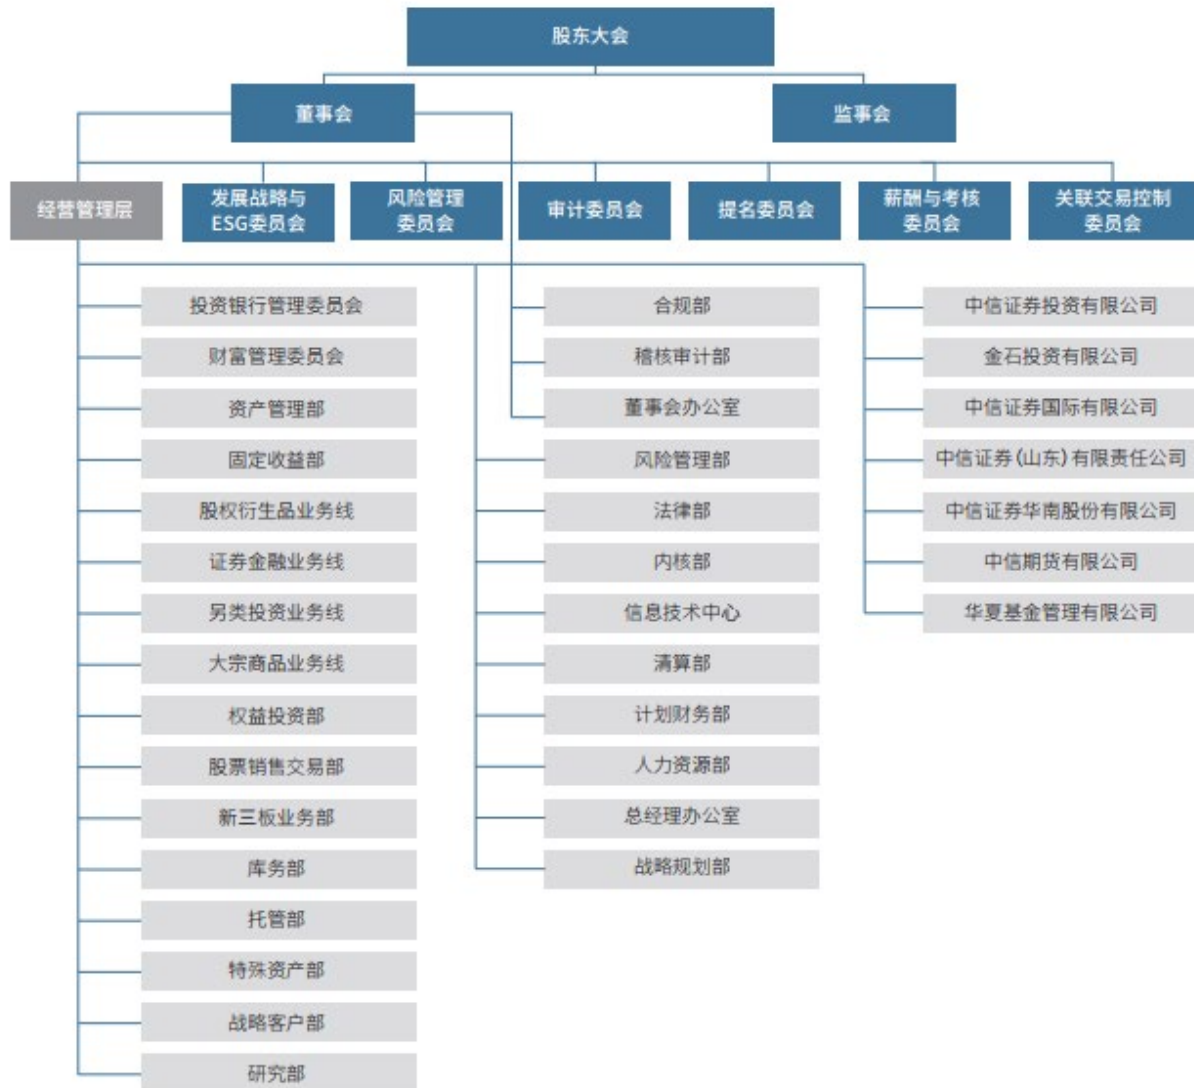 股东大会
董事会
监事会
经营管理层
发展战略与
ESG委员会
风险管理
委员会
审计委员会
提名委员会
薪酬与考核
委员会
关联交易控制
委员会
投资银行管理委员会
财富管理委员会
资产管理部
固定收益部
股权衍生品业务线
证券金融业务线
另类投资业务线
大宗商品业务线
权益投资部
股票销售交易部
新三板业务部
库务部
托管部
特殊资产部
战略客户部
研究部
合规部
稽核审计部
董事会办公室
风险管理部
法律部
内核部
信息技术中心
清算部
计划财务部
人力资源部
总经理办公室
战略规划部
中信证券投资有限公司
金石投资有限公司
中信证券国际有限公司
中信证券(山东)有限责任公司
中信证券华南股份有限公司
中信期货有限公司
华夏基金管理有限公司